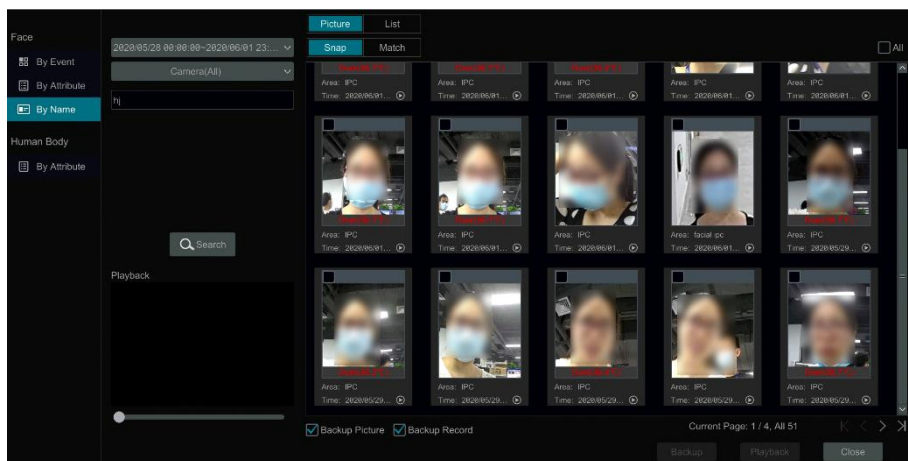 Face
By Event
By Attribute
By Name
Human Body
By Attribute
2020/05/28 00:00:00~2020/06/01 23:...
Camera(All)
hj
Search
Playback
Picture List
Snap Match
All
Area: IPC Area: IPC Area: IPC Area: IPC Area: IPC
Time: 2020/06/01... Time: 2020/06/01... Time: 2020/06/01... Time: 2020/06/01... Time: 2020/06/01...
Area: IPC Area: IPC Area: IPC Area: facial ipc Area: IPC
Time: 2020/06/01... Time: 2020/06/01... Time: 2020/06/01... Time: 2020/06/01... Time: 2020/05/29...
Area: IPC Area: IPC Area: IPC Area: IPC Area: IPC
Time: 2020/05/29... Time: 2020/05/29... Time: 2020/05/29... Time: 2020/05/29... Time: 2020/05/29...
Backup Picture Backup Record
Current Page: 1 / 4, All 51
Backup Playback Close